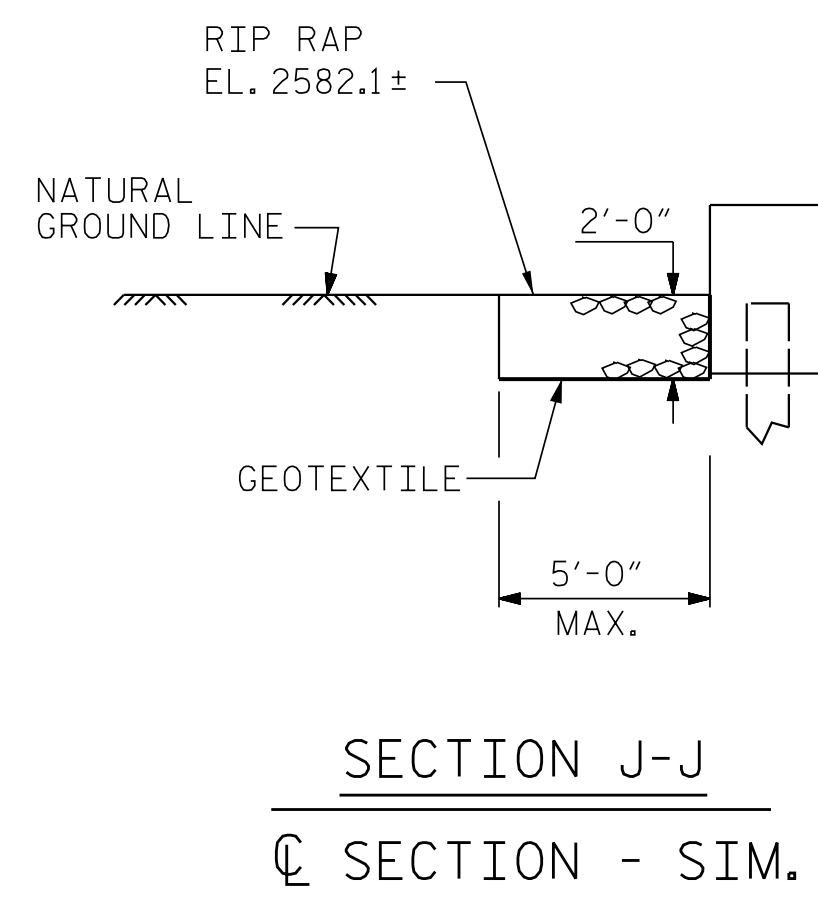 RIP RAP
EL. 2582.1±
NATURAL
GROUND LINE
2'-0"
GEOTEXTILE
5'-0"
MAX.
SECTION J-J
℄ SECTION - SIM.